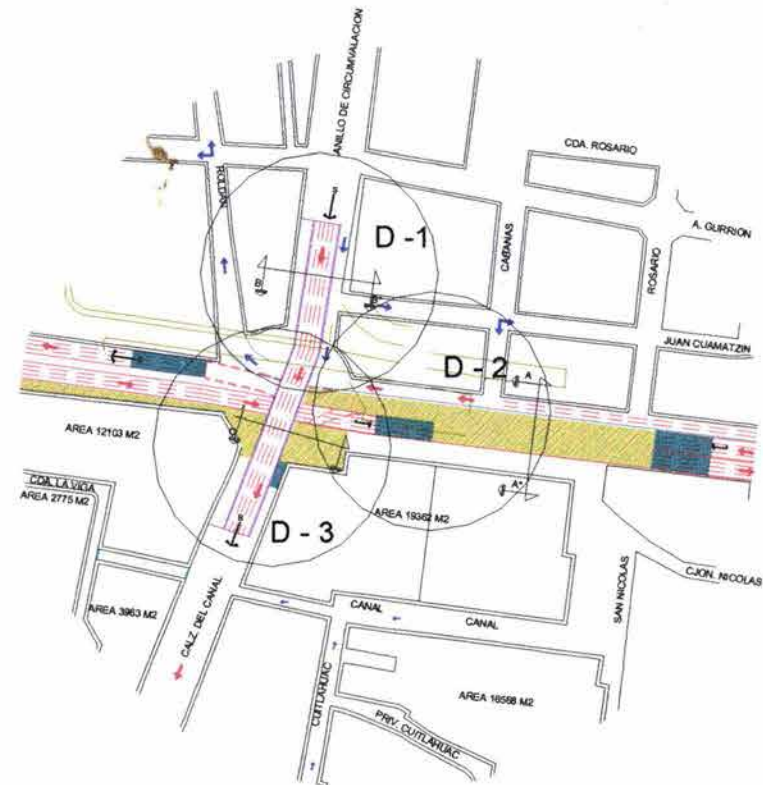 ANILLO DE CIRCUMVALACION
CDA. ROSARIO
ROLDAN
D -1
CABANAS
A. GURRION
ROSARIO
B
B
JUAN CUAMATZIN
D -2
A
AREA 12103 M2
CDA. LA VIGA
AREA 2775 M2
A"
AREA 19362 M2
D - 3
CJON. NICOLAS
SAN NICOLAS
AREA 3963 M2
CALZ. DEL CANAL
CANAL
CANAL
CUITLAHUAC
AREA 16568 M2
PRIV. CUITLAHUAC